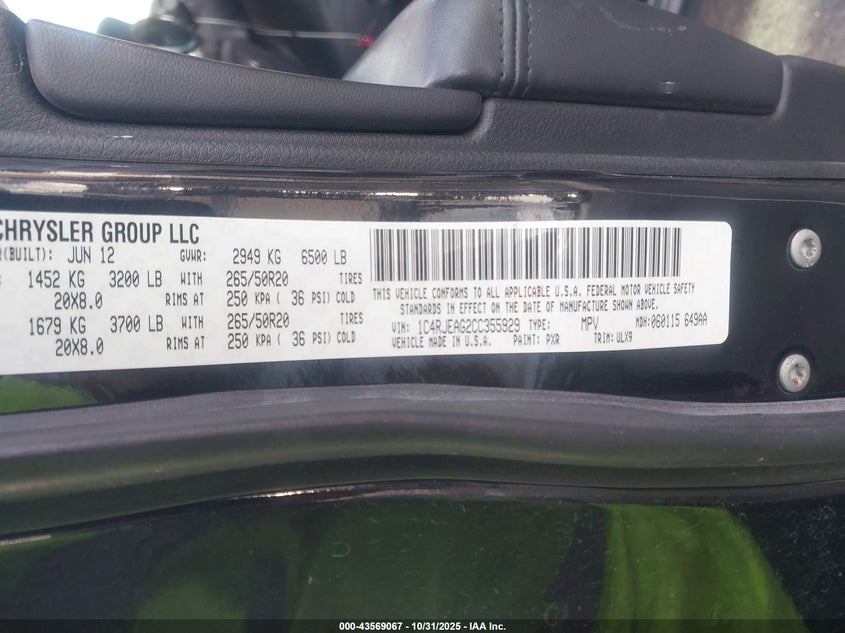 CHRYSLER GROUP LLC
R(BUILT): JUN 12 GVWR: 2949 KG 6500 LB
1452 KG 3200 LB WITH 265/50R20 TIRES
20X8.0 RIMS AT 250 KPA ( 36 PSI) COLD
1679 KG 3700 LB WITH 265/50R20 TIRES
20X8.0 RIMS AT 250 KPA ( 36 PSI) COLD
THIS VEHICLE CONFORMS TO ALL APPLICABLE U.S.A. FEDERAL MOTOR VEHICLE SAFETY
STANDARDS IN EFFECT ON THE DATE OF MANUFACTURE SHOWN ABOVE.
VIN: 1C4RJEAG2CC355929 TYPE: MPV MDH:060115 649AA
VEHICLE MADE IN U.S.A. PAINT: PXR TRIM: ULX9
000-43569067 - 10/31/2025 - IAA Inc.